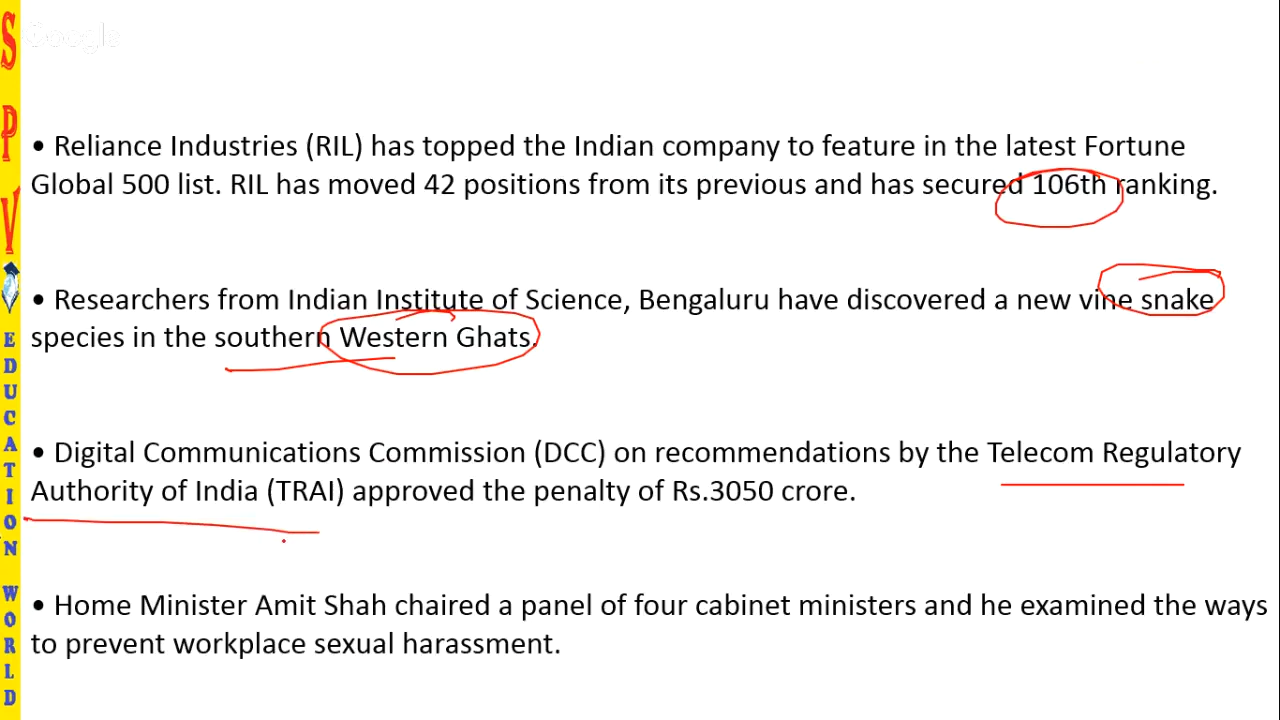 SPV EDUCATION WORLD
Google
• Reliance Industries (RIL) has topped the Indian company to feature in the latest Fortune
Global 500 list. RIL has moved 42 positions from its previous and has secured 106th ranking.
• Researchers from Indian Institute of Science, Bengaluru have discovered a new vine snake
species in the southern Western Ghats.
• Digital Communications Commission (DCC) on recommendations by the Telecom Regulatory
Authority of India (TRAI) approved the penalty of Rs.3050 crore.
• Home Minister Amit Shah chaired a panel of four cabinet ministers and he examined the ways
to prevent workplace sexual harassment.